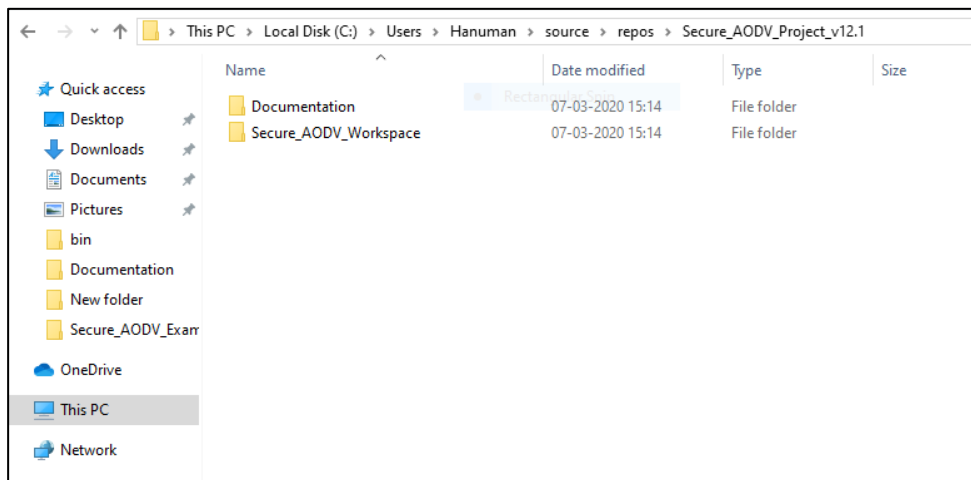 This PC > Local Disk (C:) > Users > Hanuman > source > repos > Secure_AODV_Project_v12.1
Name Date modified Type Size
Quick access
Desktop
Downloads
Documents
Pictures
bin
Documentation
New folder
Secure_AODV_Exam
OneDrive
This PC
Network
Documentation 07-03-2020 15:14 File folder
Secure_AODV_Workspace 07-03-2020 15:14 File folder
Rectangular Snip